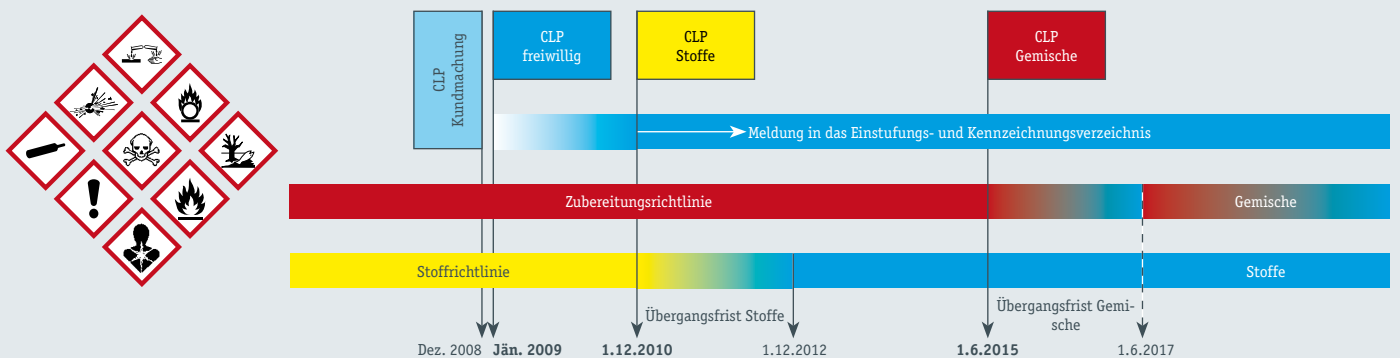 CLP
Kundmachung
CLP
freiwillig
CLP
Stoffe
CLP
Gemische
Meldung in das Einstufungs- und Kennzeichnungsverzeichnis
Zubereitungsrichtlinie
Gemische
Stoffrichtlinie
Stoffe
Übergangsfrist Stoffe
Übergangsfrist Gemi-
sche
Dez. 2008
Jän. 2009
1.12.2010
1.12.2012
1.6.2015
1.6.2017